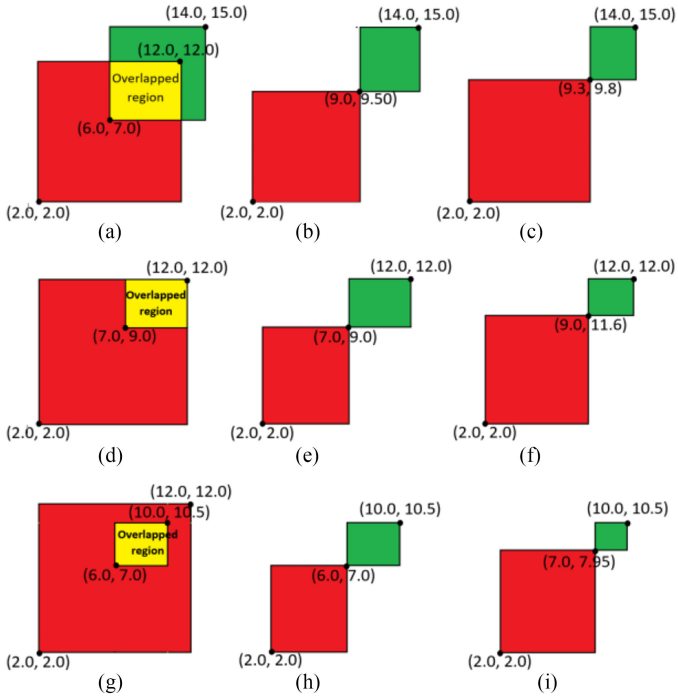 (14.0, 15.0)
(12.0, 12.0)
Overlapped
region
(6.0, 7.0)
(2.0, 2.0)
(a)
(14.0, 15.0)
(9.0, 9.50)
(2.0, 2.0)
(b)
(14.0, 15.0)
(9.3, 9.8)
(2.0, 2.0)
(c)
(12.0, 12.0)
Overlapped
region
(7.0, 9.0)
(2.0, 2.0)
(d)
(12.0, 12.0)
(7.0, 9.0)
(2.0, 2.0)
(e)
(12.0, 12.0)
(9.0, 11.6)
(2.0, 2.0)
(f)
(12.0, 12.0)
(10.0, 10.5)
Overlapped
region
(6.0, 7.0)
(2.0, 2.0)
(g)
(10.0, 10.5)
(6.0, 7.0)
(2.0, 2.0)
(h)
(10.0, 10.5)
(7.0, 7.95)
(2.0, 2.0)
(i)